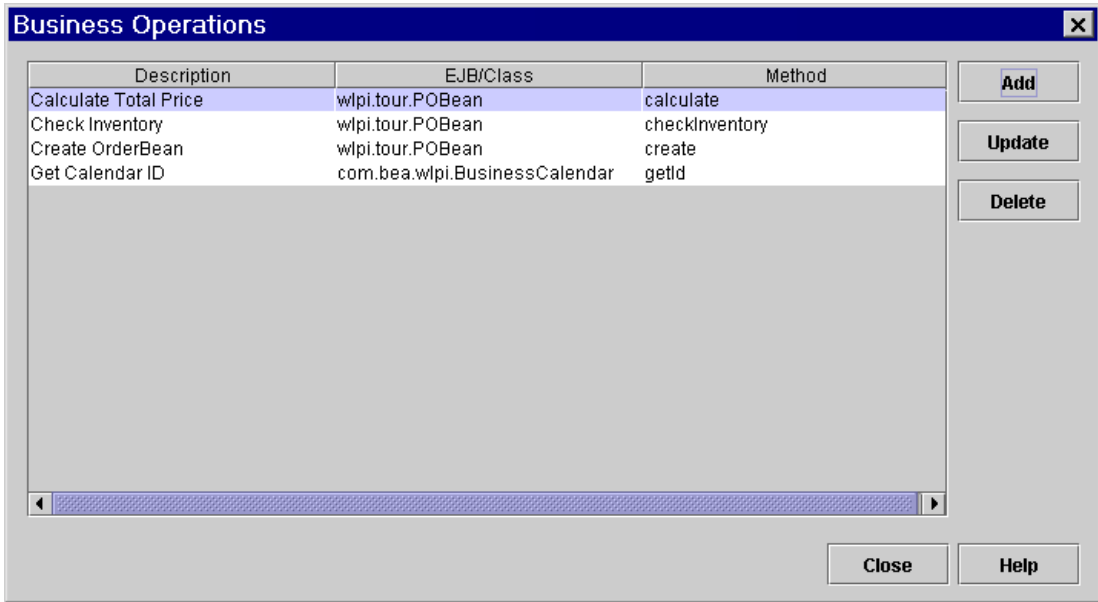 Business Operations
Description EJB/Class Method
Calculate Total Price wlpi.tour.POBean calculate
Check Inventory wlpi.tour.POBean checkInventory
Create OrderBean wlpi.tour.POBean create
Get Calendar ID com.bea.wlpi.BusinessCalendar getId
Add
Update
Delete
Close Help